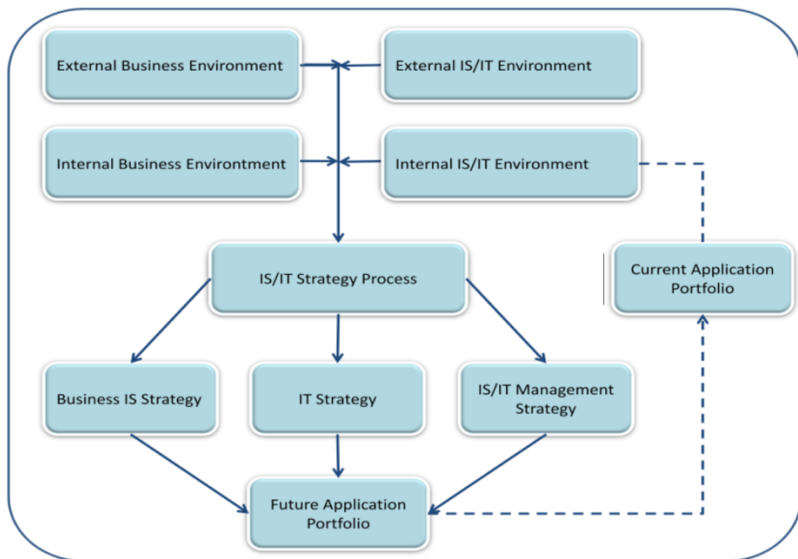 External Business Environment
External IS/IT Environment
Internal Business Environtment
Internal IS/IT Environment
IS/IT Strategy Process
Current Application
Portfolio
Business IS Strategy
IT Strategy
IS/IT Management
Strategy
Future Application
Portfolio